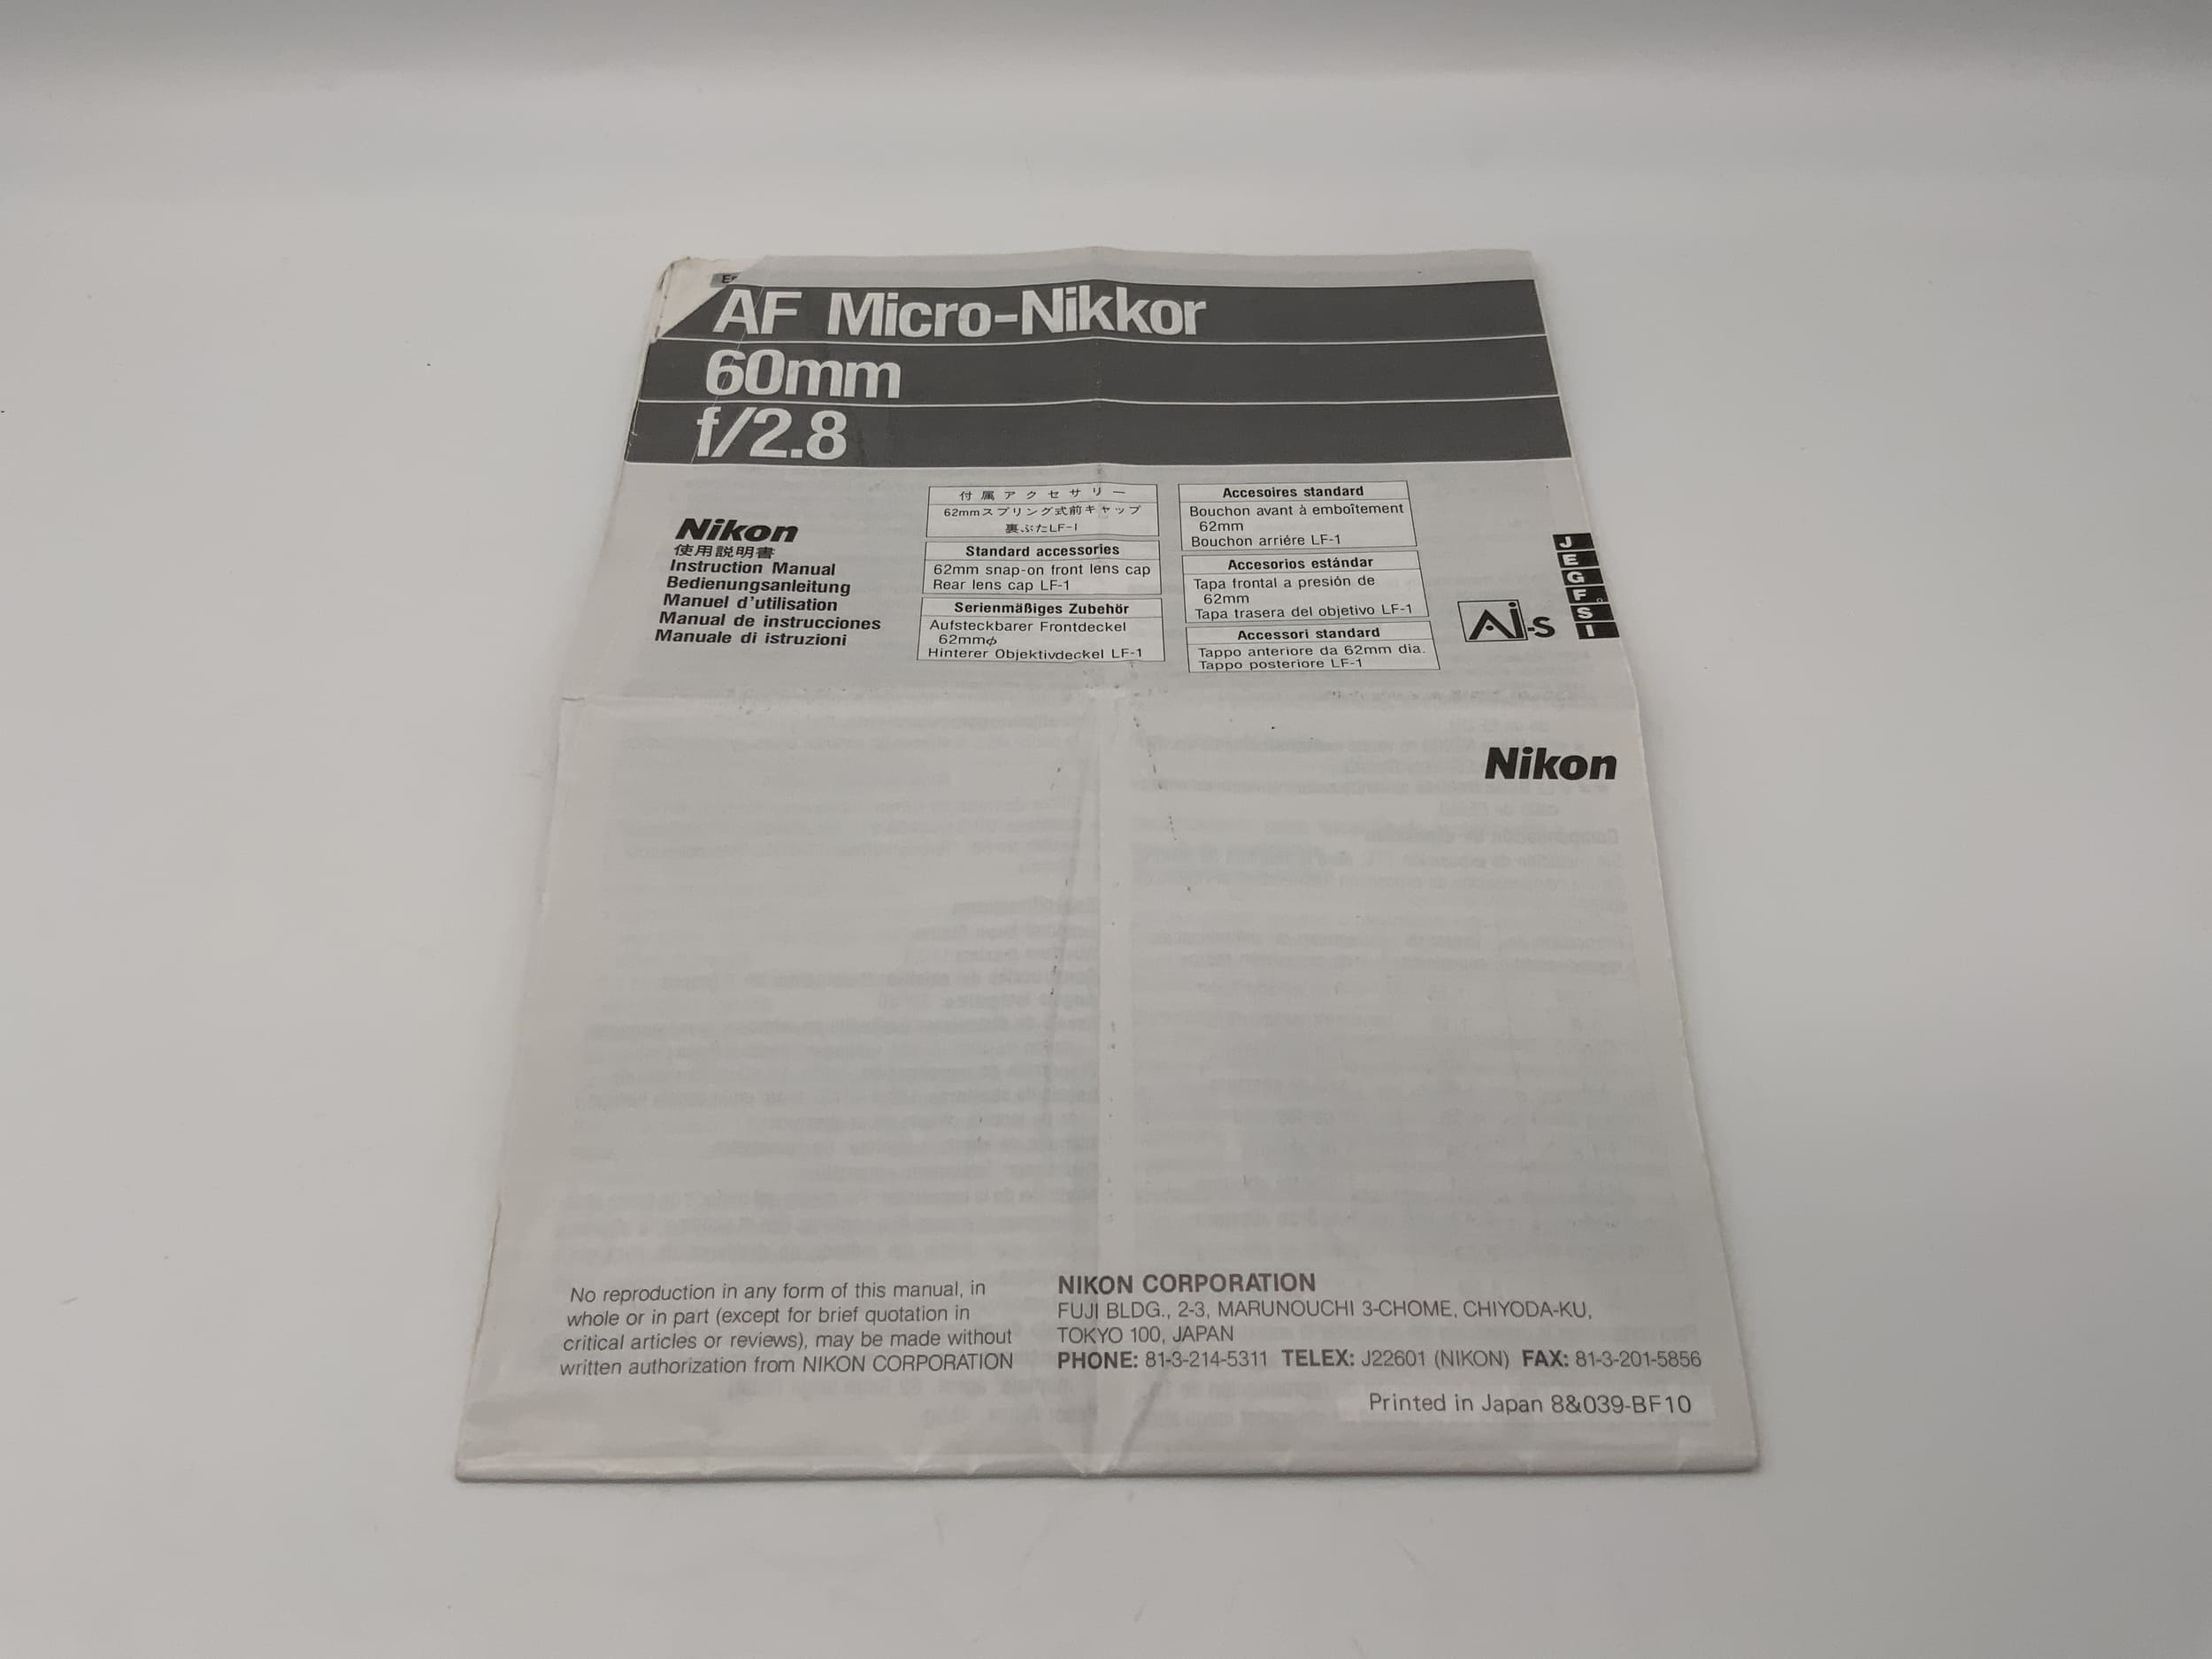 AF Micro-Nikkor
60mm
f/2.8
Nikon
使用説明書
Instruction Manual
Bedienungsanleitung
Manuel d'utilisation
Manual de instrucciones
Manuale di istruzioni
付属アクセサリー
62mmスプリング式前キャップ
裏ぶたLF-1
Standard accessories
62mm snap-on front lens cap
Rear lens cap LF-1
Serienmäßiges Zubehör
Aufsteckbarer Frontdeckel
62mmφ
Hinterer Objektivdeckel LF-1
Accesoires standard
Bouchon avant à emboîtement
62mm
Bouchon arriére LF-1
Accesorios estándar
Tapa frontal a presión de
62mm
Tapa trasera del objetivo LF-1
Accessori standard
Tappo anteriore da 62mm dia.
Tappo posteriore LF-1
Ai-s
J
E
G
F
S
I
Nikon
No reproduction in any form of this manual, in
whole or in part (except for brief quotation in
critical articles or reviews), may be made without
written authorization from NIKON CORPORATION
NIKON CORPORATION
FUJI BLDG., 2-3, MARUNOUCHI 3-CHOME, CHIYODA-KU,
TOKYO 100, JAPAN
PHONE: 81-3-214-5311 TELEX: J22601 (NIKON) FAX: 81-3-201-5856
Printed in Japan 8&039-BF10